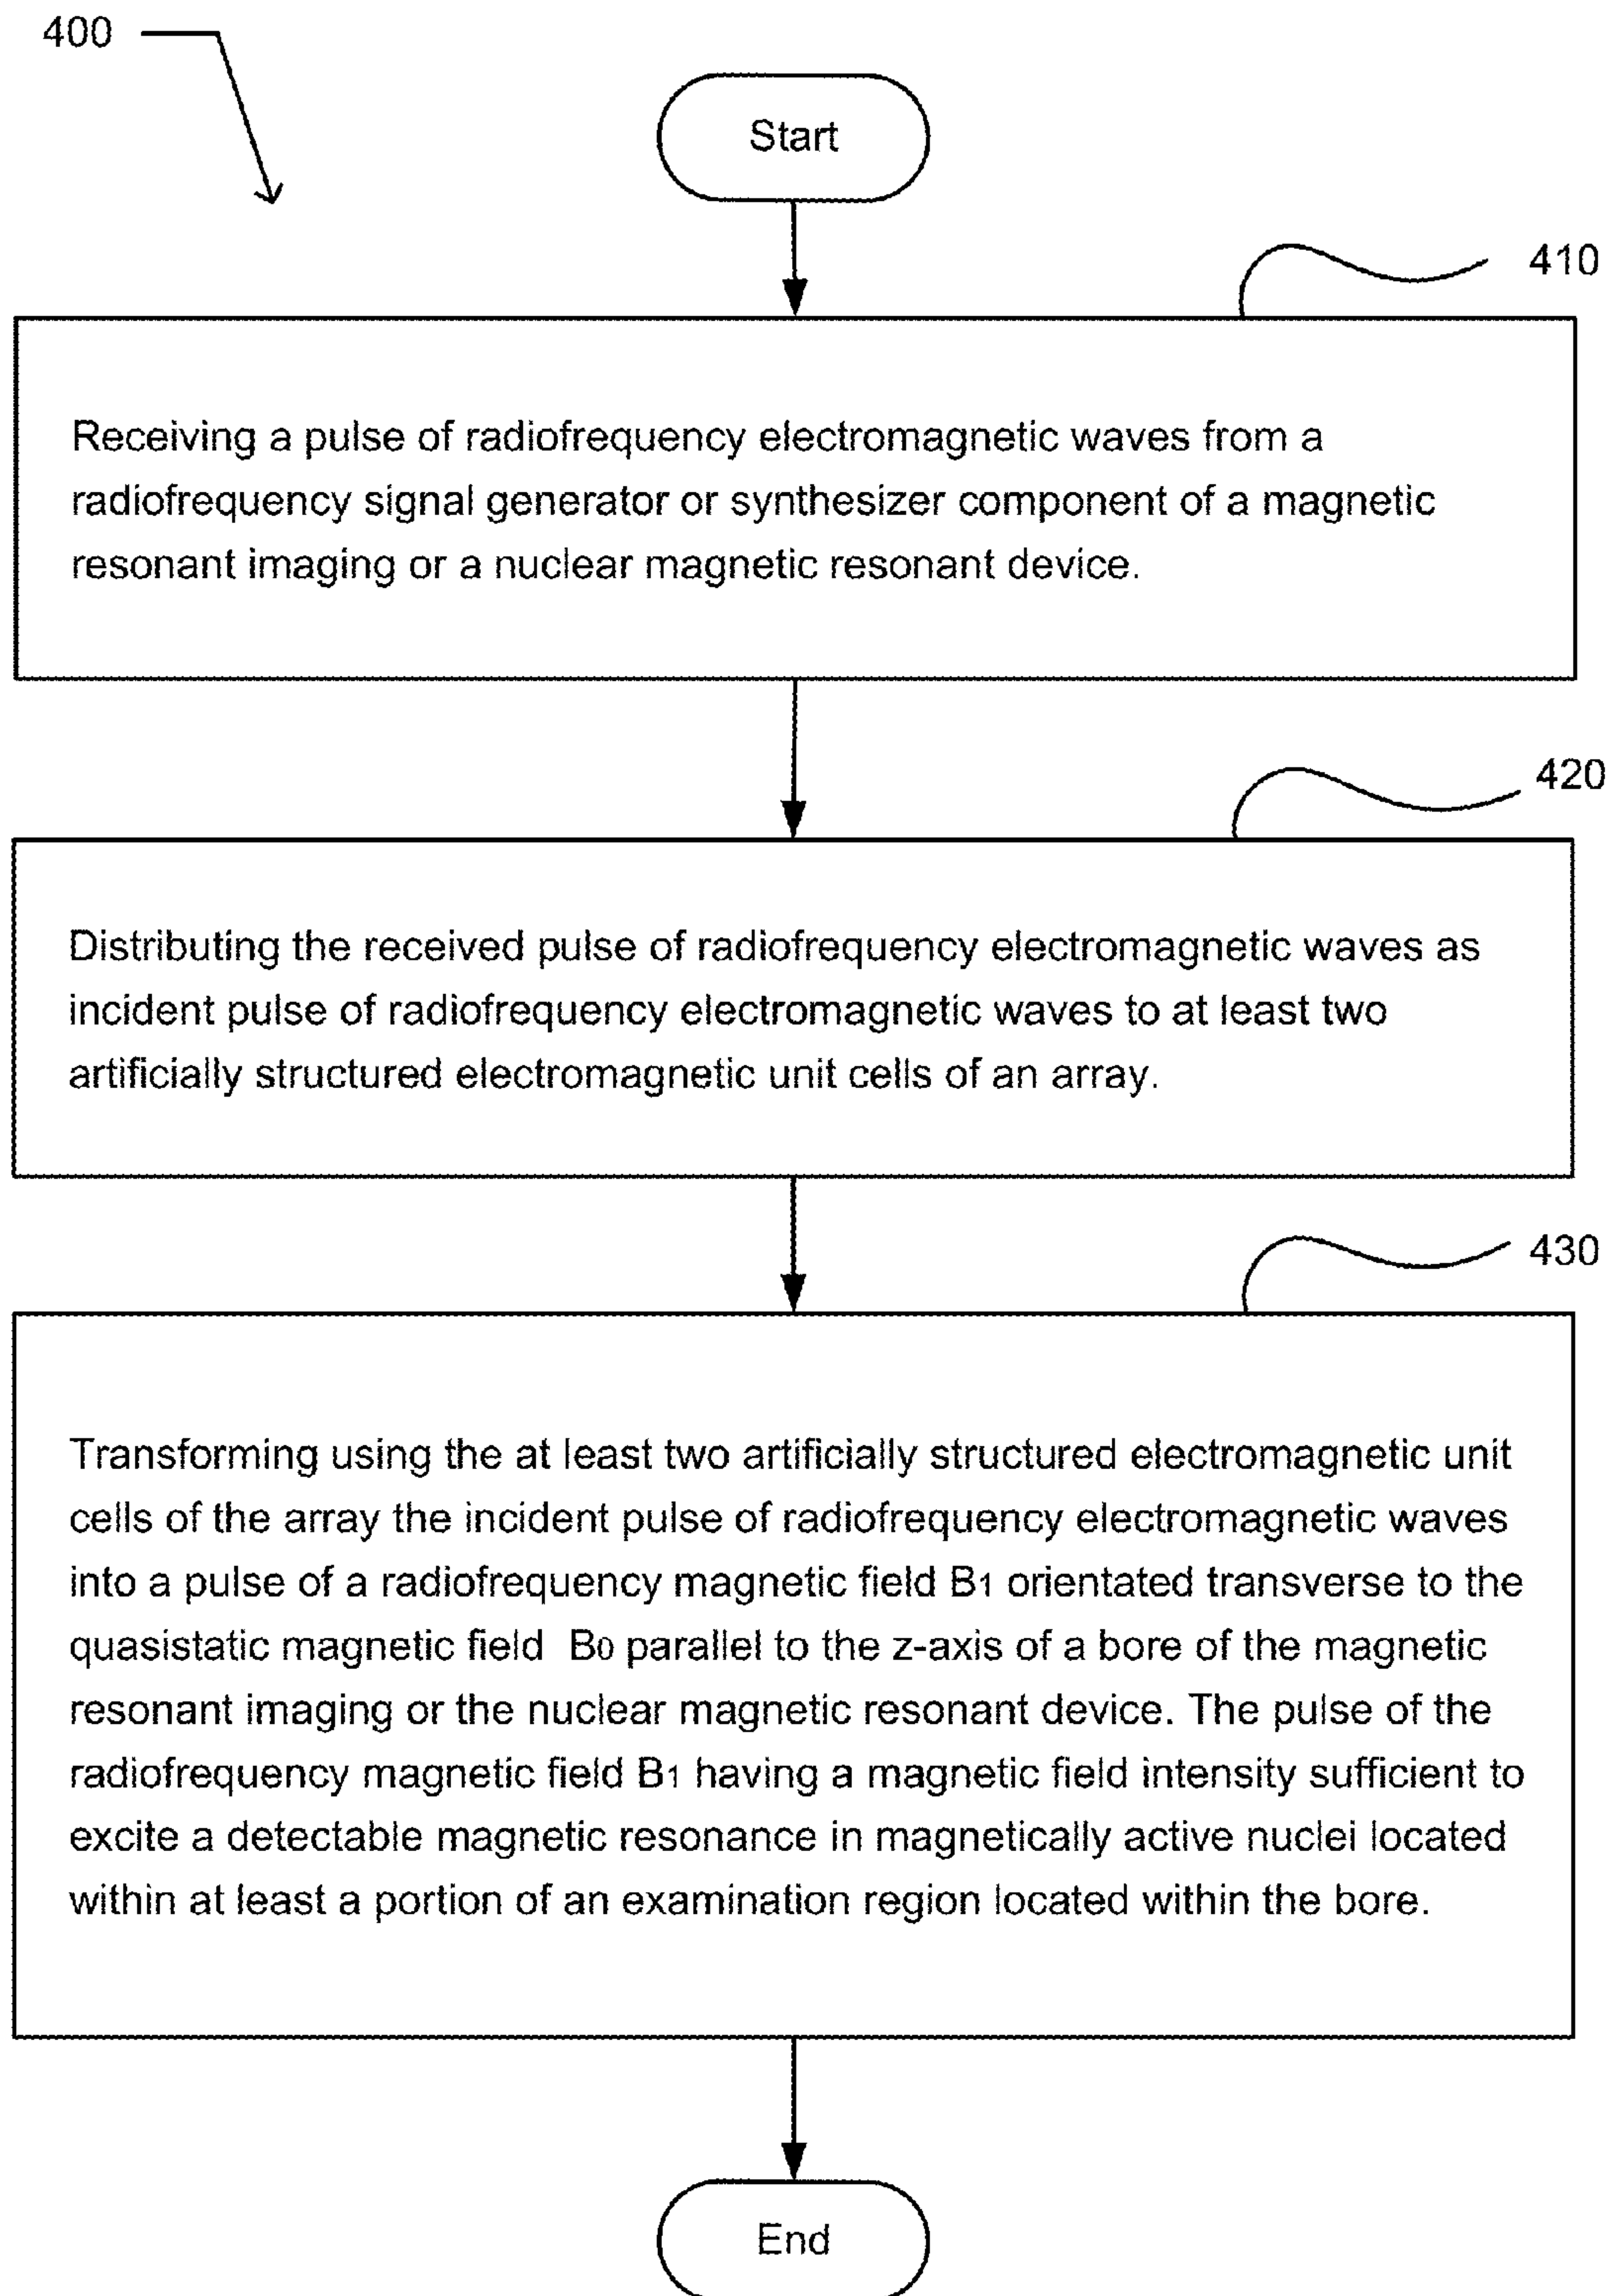 400
Start
410
Receiving a pulse of radiofrequency electromagnetic waves from a
radiofrequency signal generator or synthesizer component of a magnetic
resonant imaging or a nuclear magnetic resonant device.
420
Distributing the received pulse of radiofrequency electromagnetic waves as
incident pulse of radiofrequency electromagnetic waves to at least two
artificially structured electromagnetic unit cells of an array.
430
Transforming using the at least two artificially structured electromagnetic unit
cells of the array the incident pulse of radiofrequency electromagnetic waves
into a pulse of a radiofrequency magnetic field B1 orientated transverse to the
quasistatic magnetic field B0 parallel to the z-axis of a bore of the magnetic
resonant imaging or the nuclear magnetic resonant device. The pulse of the
radiofrequency magnetic field B1 having a magnetic field intensity sufficient to
excite a detectable magnetic resonance in magnetically active nuclei located
within at least a portion of an examination region located within the bore.
End